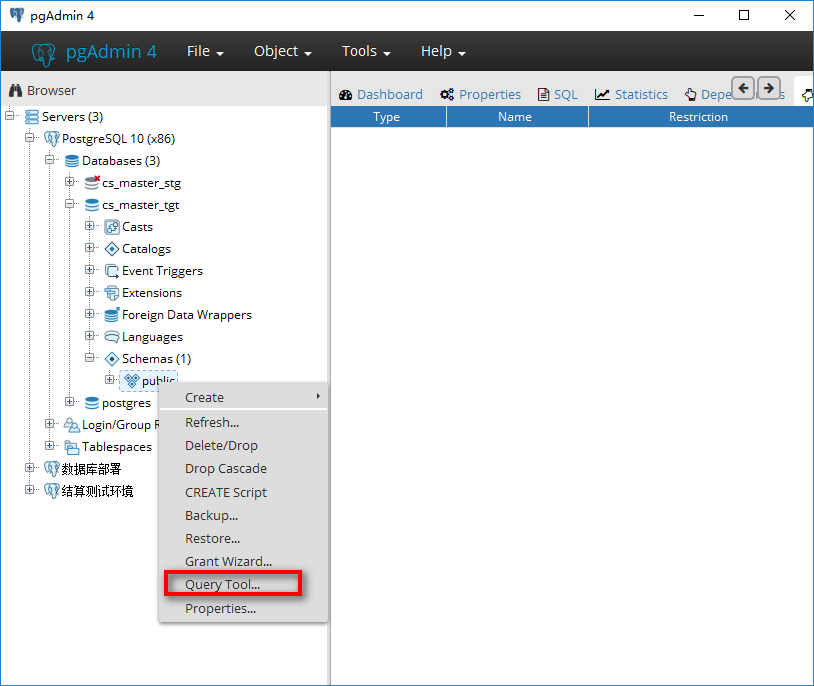 pgAdmin 4
pgAdmin 4 File Object Tools Help
Browser
Dashboard Properties SQL Statistics
Type Name Restriction
Servers (3)
PostgreSQL 10 (x86)
Databases (3)
cs_master_stg
cs_master_tgt
Casts
Catalogs
Event Triggers
Extensions
Foreign Data Wrappers
Languages
Schemas (1)
public
postgres
Login/Group R
Tablespaces
数据库部署
结算测试环境
Create
Refresh...
Delete/Drop
Drop Cascade
CREATE Script
Backup...
Restore...
Grant Wizard...
Query Tool...
Properties...